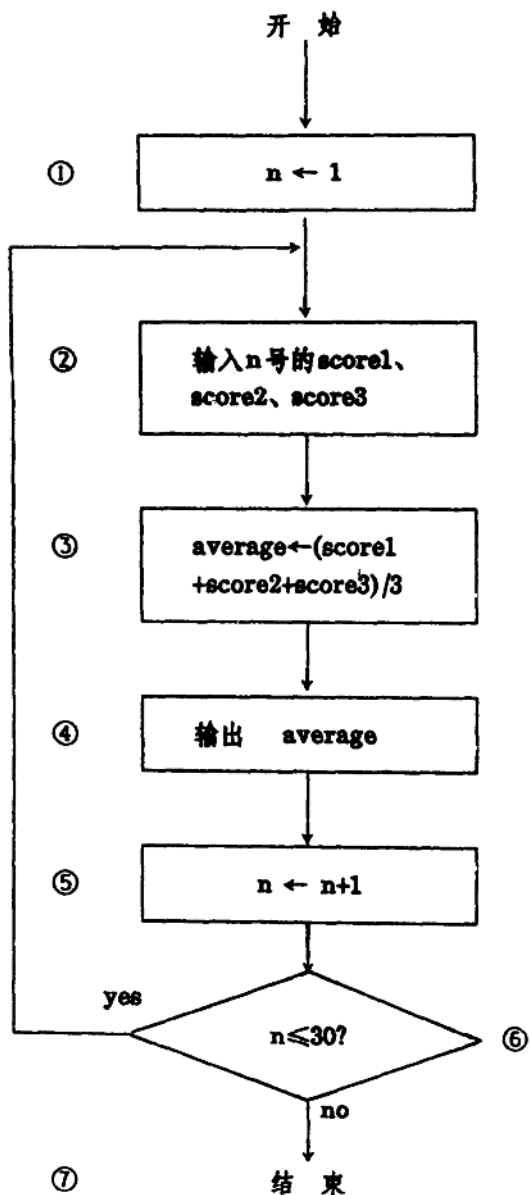 开 始
① n ← 1
② 输入n号的score1、
score2、score3
③ average←(score1
+score2+score3)/3
④ 输出 average
⑤ n ← n+1
yes
n≤30? ⑥
no
⑦ 结 束